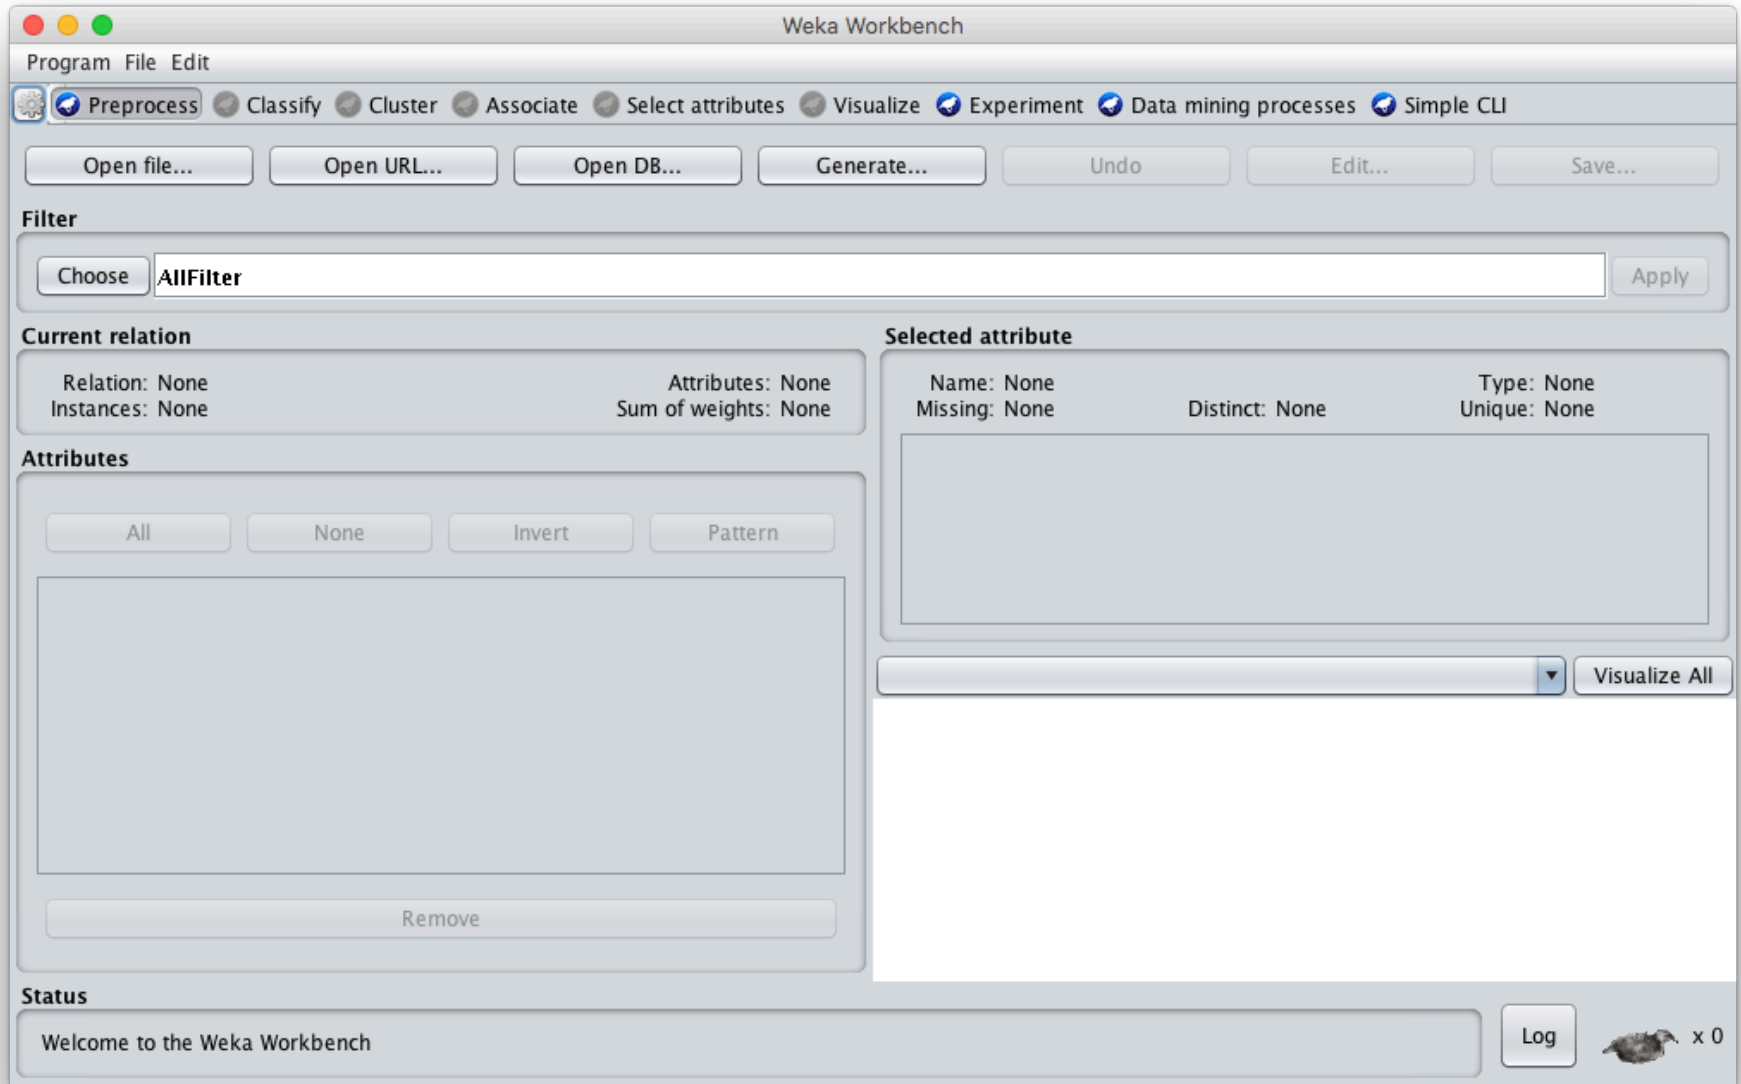 Weka Workbench
Program File Edit
Preprocess Classify Cluster Associate Select attributes Visualize Experiment Data mining processes Simple CLI
Open file... Open URL... Open DB... Generate... Undo Edit... Save...
Filter
Choose AllFilter Apply
Current relation
Relation: None Attributes: None
Instances: None Sum of weights: None
Attributes
All None Invert Pattern
Remove
Selected attribute
Name: None Type: None
Missing: None Distinct: None Unique: None
Visualize All
Status
Welcome to the Weka Workbench
Log x 0